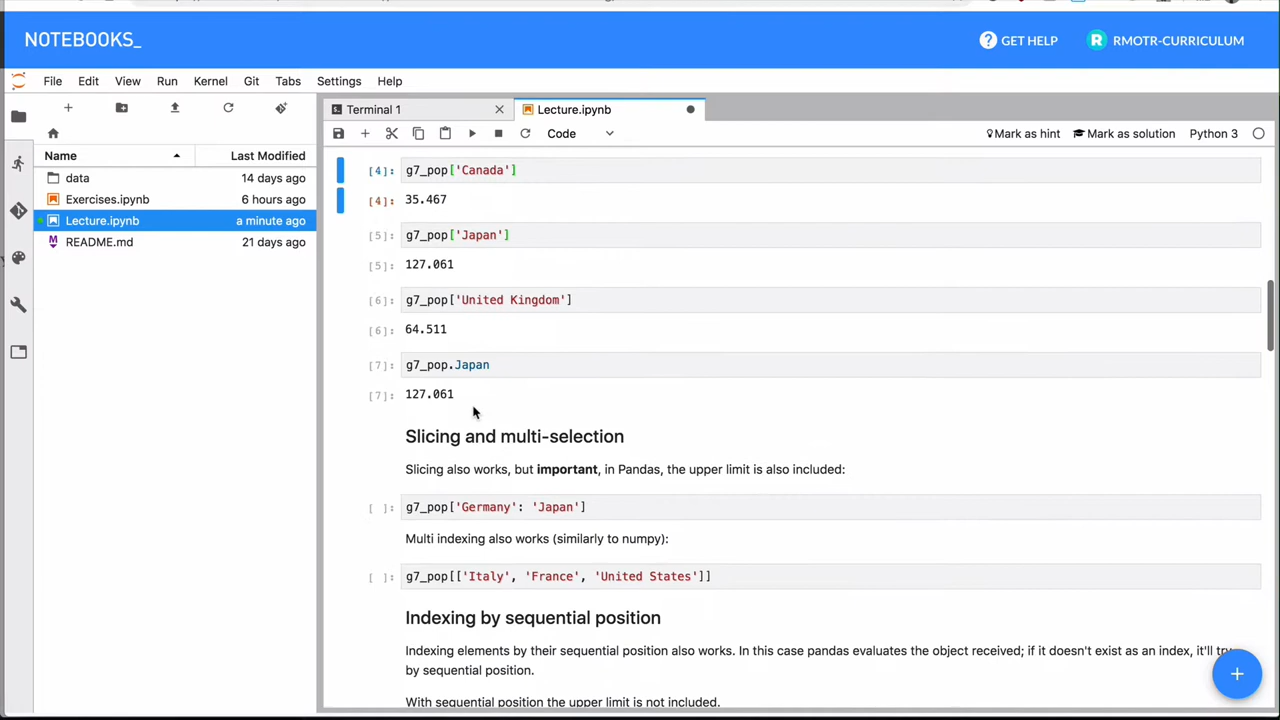 NOTEBOOKS_
? GET HELP
R RMOTR-CURRICULUM
File Edit View Run Kernel Git Tabs Settings Help
Terminal 1
Lecture.ipynb
Code
Mark as hint
Mark as solution
Python 3
Name
Last Modified
data 14 days ago
Exercises.ipynb 6 hours ago
Lecture.ipynb a minute ago
README.md 21 days ago
[4]: g7_pop['Canada']
[4]: 35.467
[5]: g7_pop['Japan']
[5]: 127.061
[6]: g7_pop['United Kingdom']
[6]: 64.511
[7]: g7_pop.Japan
[7]: 127.061
Slicing and multi-selection
Slicing also works, but important, in Pandas, the upper limit is also included:
[ ]: g7_pop['Germany': 'Japan']
Multi indexing also works (similarly to numpy):
[ ]: g7_pop[['Italy', 'France', 'United States']]
Indexing by sequential position
Indexing elements by their sequential position also works. In this case pandas evaluates the object received; if it doesn't exist as an index, it'll try
by sequential position.
With sequential position the upper limit is not included.